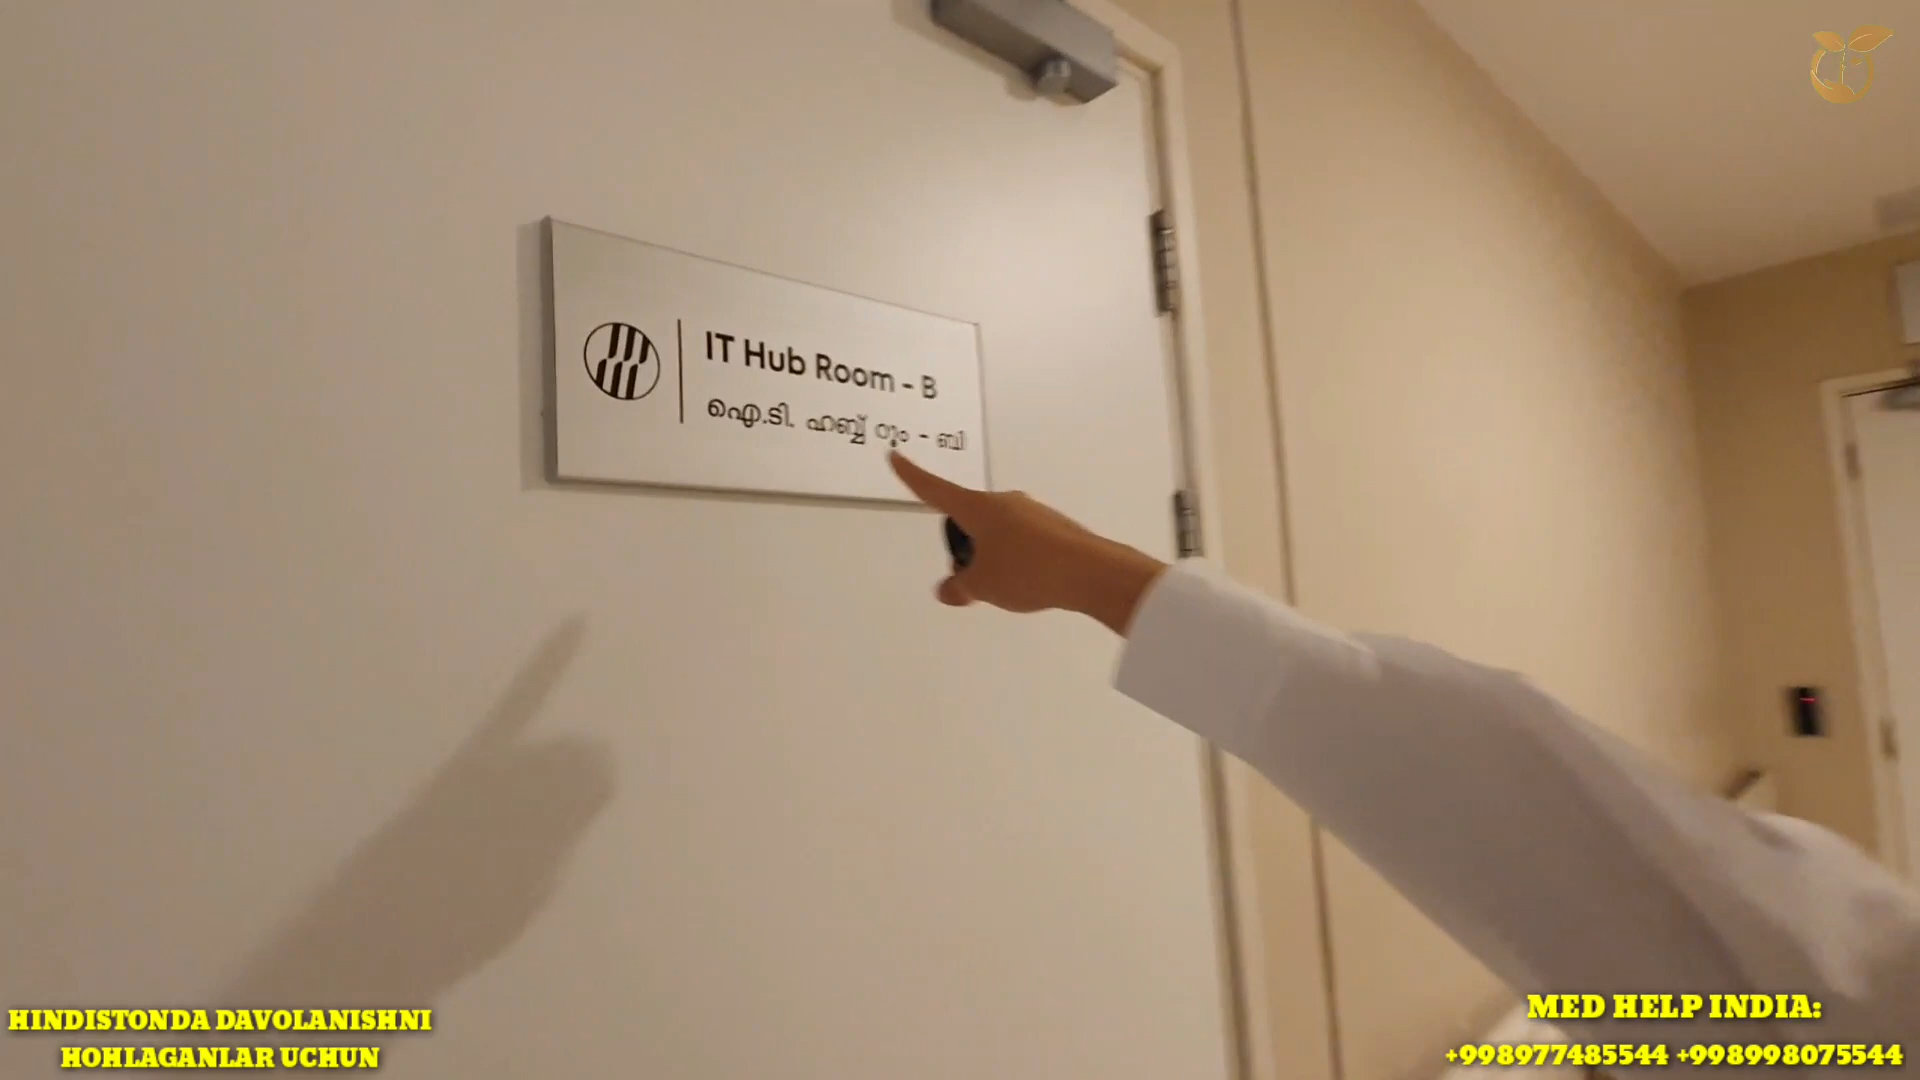 IT Hub Room - B
ഐ.ടി. ഹബ്ബ് റൂം - ബി
HINDISTONDA DAVOLANISHNI
HOHLAGANLAR UCHUN
MED HELP INDIA:
+998977485544 +998998075544